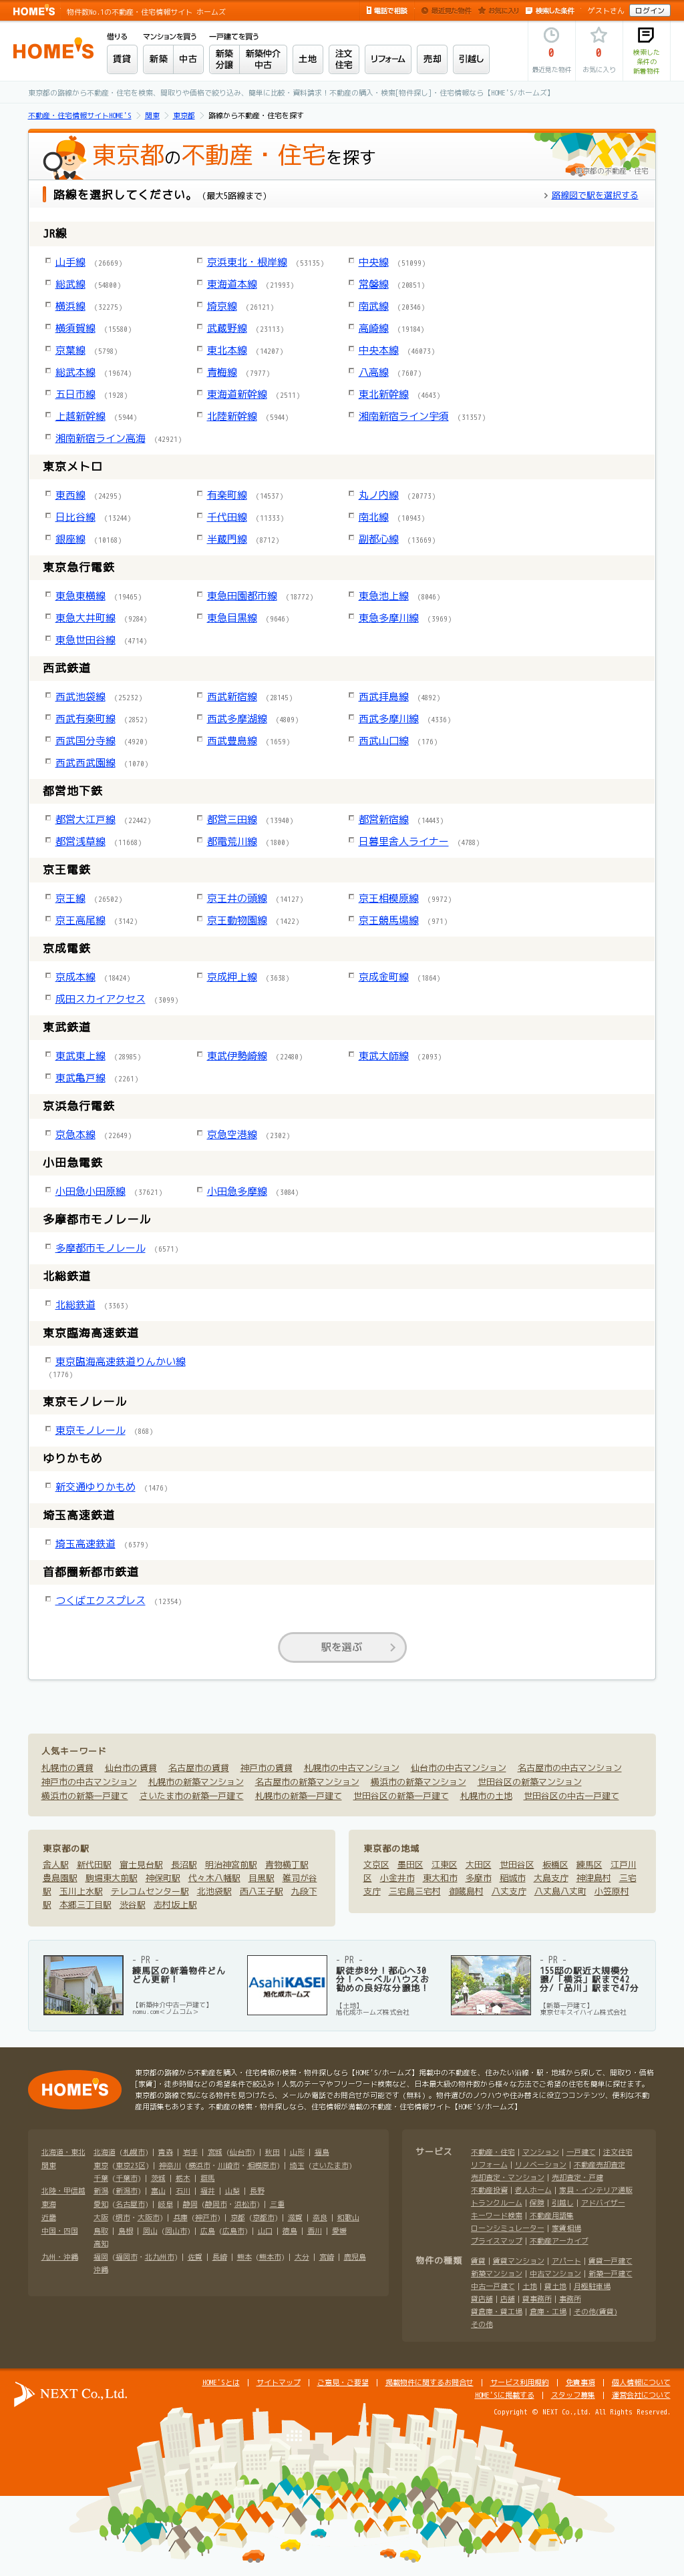 HOME'S 物件数No.1の不動産・住宅情報サイト ホームズ
電話で相談 最近見た物件 お気に入り 検索した条件 ゲストさん ログイン
HOME'S
借りる マンションを買う 一戸建てを買う
賃貸 新築 中古 新築分譲 新築仲介中古 土地 注文住宅 リフォーム 売却 引越し
0 最近見た物件 0 お気に入り 検索した条件の新着物件
東京都の路線から不動産・住宅を検索、間取りや価格で絞り込み、簡単に比較・資料請求！不動産の購入・検索[物件探し]・住宅情報なら【HOME'S/ホームズ】
不動産・住宅情報サイトHOME'S 関東 東京都 路線から不動産・住宅を探す
東京都の不動産・住宅を探す
東京都の不動産・住宅
路線を選択してください。（最大5路線まで）
路線図で駅を選択する
JR線
山手線 (26669) 京浜東北・根岸線 (53135) 中央線 (51099)
総武線 (54800) 東海道本線 (21993) 常磐線 (20851)
横浜線 (32275) 埼京線 (26121) 南武線 (20346)
横須賀線 (15580) 武蔵野線 (23113) 高崎線 (19184)
京葉線 (5798) 東北本線 (14207) 中央本線 (46073)
総武本線 (19674) 青梅線 (7977) 八高線 (7607)
五日市線 (1928) 東海道新幹線 (2511) 東北新幹線 (4643)
上越新幹線 (5944) 北陸新幹線 (5944) 湘南新宿ライン宇須 (31357)
湘南新宿ライン高海 (42921)
東京メトロ
東西線 (24295) 有楽町線 (14537) 丸ノ内線 (20773)
日比谷線 (13244) 千代田線 (11333) 南北線 (10943)
銀座線 (10168) 半蔵門線 (8712) 副都心線 (13669)
東京急行電鉄
東急東横線 (19465) 東急田園都市線 (18772) 東急池上線 (8046)
東急大井町線 (9284) 東急目黒線 (9646) 東急多摩川線 (3969)
東急世田谷線 (4714)
西武鉄道
西武池袋線 (25232) 西武新宿線 (28145) 西武拝島線 (4892)
西武有楽町線 (2852) 西武多摩湖線 (4809) 西武多摩川線 (4336)
西武国分寺線 (4920) 西武豊島線 (1659) 西武山口線 (176)
西武西武園線 (1070)
都営地下鉄
都営大江戸線 (22442) 都営三田線 (13940) 都営新宿線 (14443)
都営浅草線 (11668) 都電荒川線 (1800) 日暮里舎人ライナー (4788)
京王電鉄
京王線 (26502) 京王井の頭線 (14127) 京王相模原線 (9972)
京王高尾線 (3142) 京王動物園線 (1422) 京王競馬場線 (971)
京成電鉄
京成本線 (18424) 京成押上線 (3638) 京成金町線 (1864)
成田スカイアクセス (3099)
東武鉄道
東武東上線 (28985) 東武伊勢崎線 (22480) 東武大師線 (2093)
東武亀戸線 (2261)
京浜急行電鉄
京急本線 (22649) 京急空港線 (2302)
小田急電鉄
小田急小田原線 (37621) 小田急多摩線 (3084)
多摩都市モノレール
多摩都市モノレール (6571)
北総鉄道
北総鉄道 (3363)
東京臨海高速鉄道
東京臨海高速鉄道りんかい線
(1776)
東京モノレール
東京モノレール (868)
ゆりかもめ
新交通ゆりかもめ (1476)
埼玉高速鉄道
埼玉高速鉄道 (6379)
首都圏新都市鉄道
つくばエクスプレス (12354)
駅を選ぶ
人気キーワード
札幌市の賃貸 仙台市の賃貸 名古屋市の賃貸 神戸市の賃貸 札幌市の中古マンション 仙台市の中古マンション 名古屋市の中古マンション
神戸市の中古マンション 札幌市の新築マンション 名古屋市の新築マンション 横浜市の新築マンション 世田谷区の新築マンション
横浜市の新築一戸建て さいたま市の新築一戸建て 札幌市の新築一戸建て 世田谷区の新築一戸建て 札幌市の土地 世田谷区の中古一戸建て
東京都の駅
舎人駅 新代田駅 富士見台駅 長沼駅 明治神宮前駅 青物横丁駅
豊島園駅 駒場東大前駅 神保町駅 代々木八幡駅 目黒駅 雑司が谷
駅 玉川上水駅 テレコムセンター駅 北池袋駅 西八王子駅 九段下
駅 本郷三丁目駅 渋谷駅 志村坂上駅
東京都の地域
文京区 墨田区 江東区 大田区 世田谷区 板橋区 練馬区 江戸川
区 小金井市 東大和市 多摩市 稲城市 大島支庁 神津島村 三宅
支庁 三宅島三宅村 御蔵島村 八丈支庁 八丈島八丈町 小笠原村
- PR -
練馬区の新着物件どんどん更新！
【新築仲介中古一戸建て】
nomu.com＜ノムコム＞
AsahiKASEI
旭化成ホームズ
- PR -
駅徒歩8分！都心へ30分！ヘーベルハウスお勧めの良好な分譲地！
【土地】
旭化成ホームズ株式会社
- PR -
155邸の駅近大規模分譲/「横浜」駅まで42分/「品川」駅まで47分
【新築一戸建て】
東京セキスイハイム株式会社
HOME'S
東京都の路線から不動産を購入・住宅情報の検索・物件探しなら【HOME'S/ホームズ】掲載中の不動産を、住みたい沿線・駅・地域から探して、間取り・価格
[家賃]・徒歩時間などの希望条件で絞込み！人気のテーマやフリーワード検索など、日本最大級の物件数から様々な方法でご希望の住宅を簡単に探せます。
東京都の路線で気になる物件を見つけたら、メールか電話でお問合せが可能です（無料）。物件選びのノウハウや住み替えに役立つコンテンツ、便利な不動
産用語集もあります。不動産の検索・物件探しなら、住宅情報サイト【HOME'S/ホームズ】
北海道・東北 北海道 (札幌市) | 青森 | 岩手 | 宮城 (仙台市) | 秋田 | 山形 | 福島
関東 東京 (東京23区) | 神奈川 (横浜市・川崎市・相模原市) | 埼玉 (さいたま市)
千葉 (千葉市) | 茨城 | 栃木 | 群馬
北陸・甲信越 新潟 (新潟市) | 富山 | 石川 | 福井 | 山梨 | 長野
東海 愛知 (名古屋市) | 岐阜 | 静岡 (静岡市・浜松市) | 三重
近畿 大阪 (堺市・大阪市) | 兵庫 (神戸市) | 京都 (京都市) | 滋賀 | 奈良 | 和歌山
中国・四国 鳥取 | 島根 | 岡山 (岡山市) | 広島 (広島市) | 山口 | 徳島 | 香川 | 愛媛
高知
九州・沖縄 福岡 (福岡市・北九州市) | 佐賀 | 長崎 | 熊本 (熊本市) | 大分 | 宮崎 | 鹿児島
沖縄
サービス 不動産・住宅 | マンション | 一戸建て | 注文住宅
リフォーム | リノベーション | 不動産売却査定
売却査定・マンション | 売却査定・戸建
不動産投資 | 老人ホーム | 家具・インテリア通販
トランクルーム | 保険 | 引越し | アドバイザー
キーワード検索 | 不動産用語集
ローンシミュレーター | 家賃相場
プライスマップ | 不動産アーカイブ
物件の種類 賃貸 | 賃貸マンション | アパート | 賃貸一戸建て
新築マンション | 中古マンション | 新築一戸建て
中古一戸建て | 土地 | 貸土地 | 月極駐車場
貸店舗 | 店舗 | 貸事務所 | 事務所
貸倉庫・貸工場 | 倉庫・工場 | その他(賃貸)
その他
NEXT Co.,Ltd.
HOME'Sとは | サイトマップ | ご意見・ご要望 | 掲載物件に関するお問合せ | サービス利用規約 | 免責事項 | 個人情報について
HOME'Sに掲載する | スタッフ募集 | 運営会社について
Copyright © NEXT Co.,Ltd. All Rights Reserved.